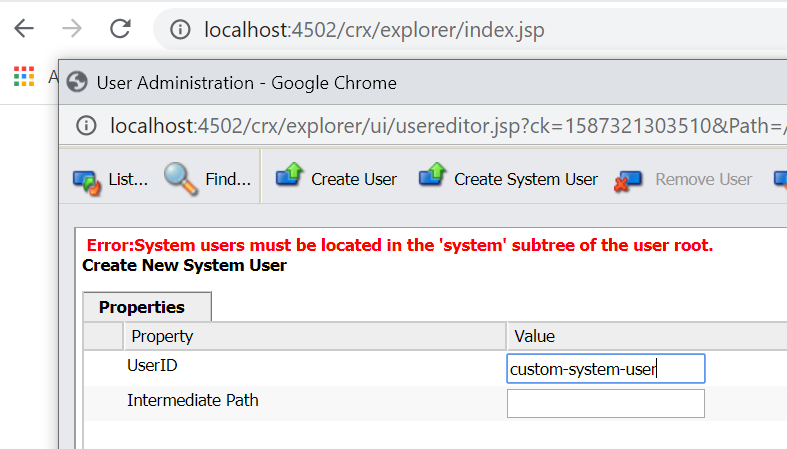 localhost:4502/crx/explorer/index.jsp
A
User Administration - Google Chrome
localhost:4502/crx/explorer/ui/usereditor.jsp?ck=1587321303510&Path=/
List... Find... Create User Create System User Remove User
Error:System users must be located in the 'system' subtree of the user root.
Create New System User
Properties
Property Value
UserID custom-system-user
Intermediate Path